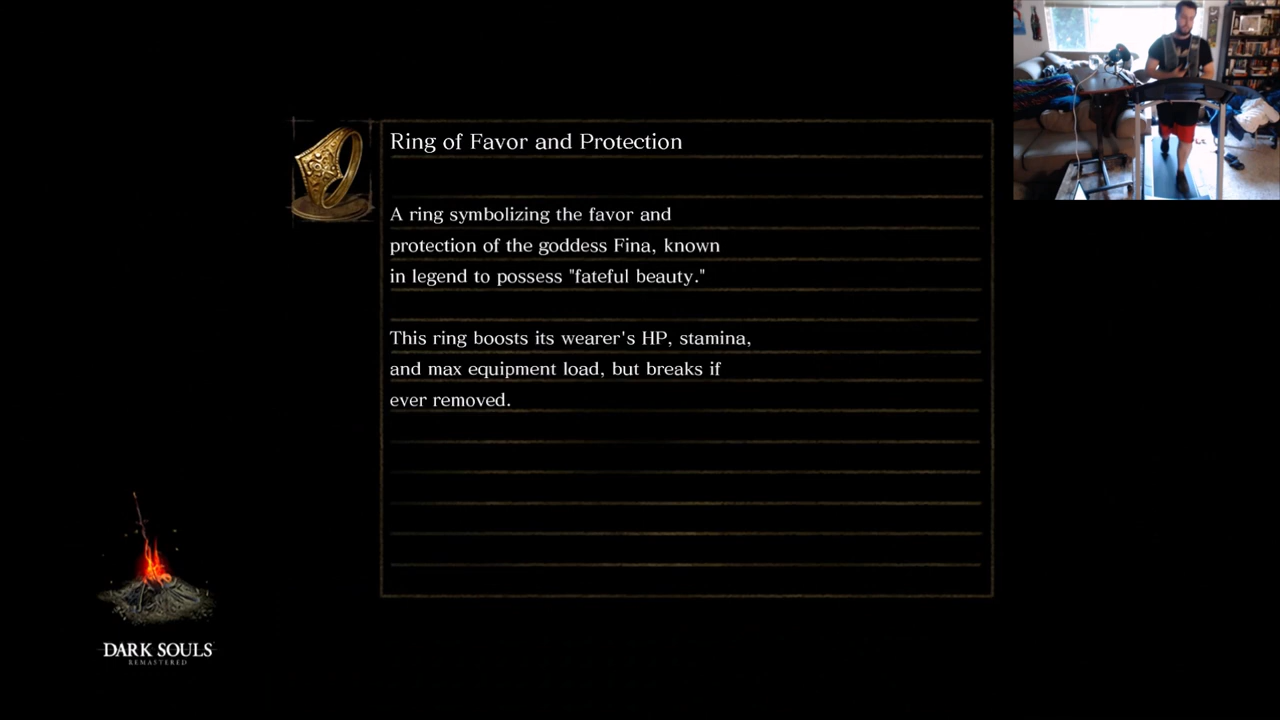 Ring of Favor and Protection
A ring symbolizing the favor and
protection of the goddess Fina, known
in legend to possess "fateful beauty."
This ring boosts its wearer's HP, stamina,
and max equipment load, but breaks if
ever removed.
DARK SOULS
REMASTERED